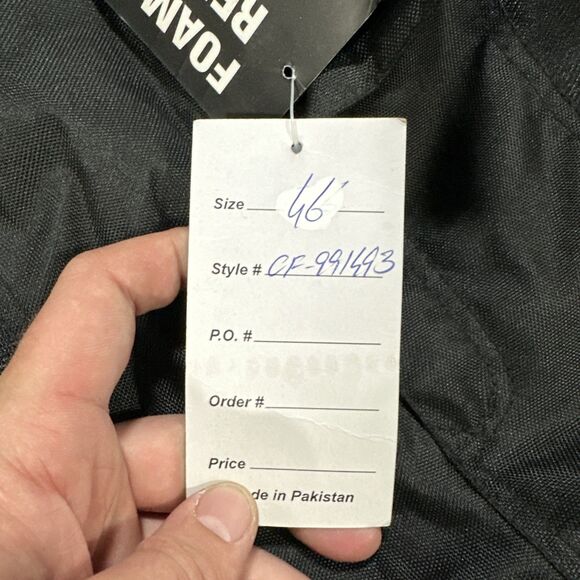 FOAM
RE
Size 46
Style # CF-991493
P.O. #
Order #
Price
de in Pakistan